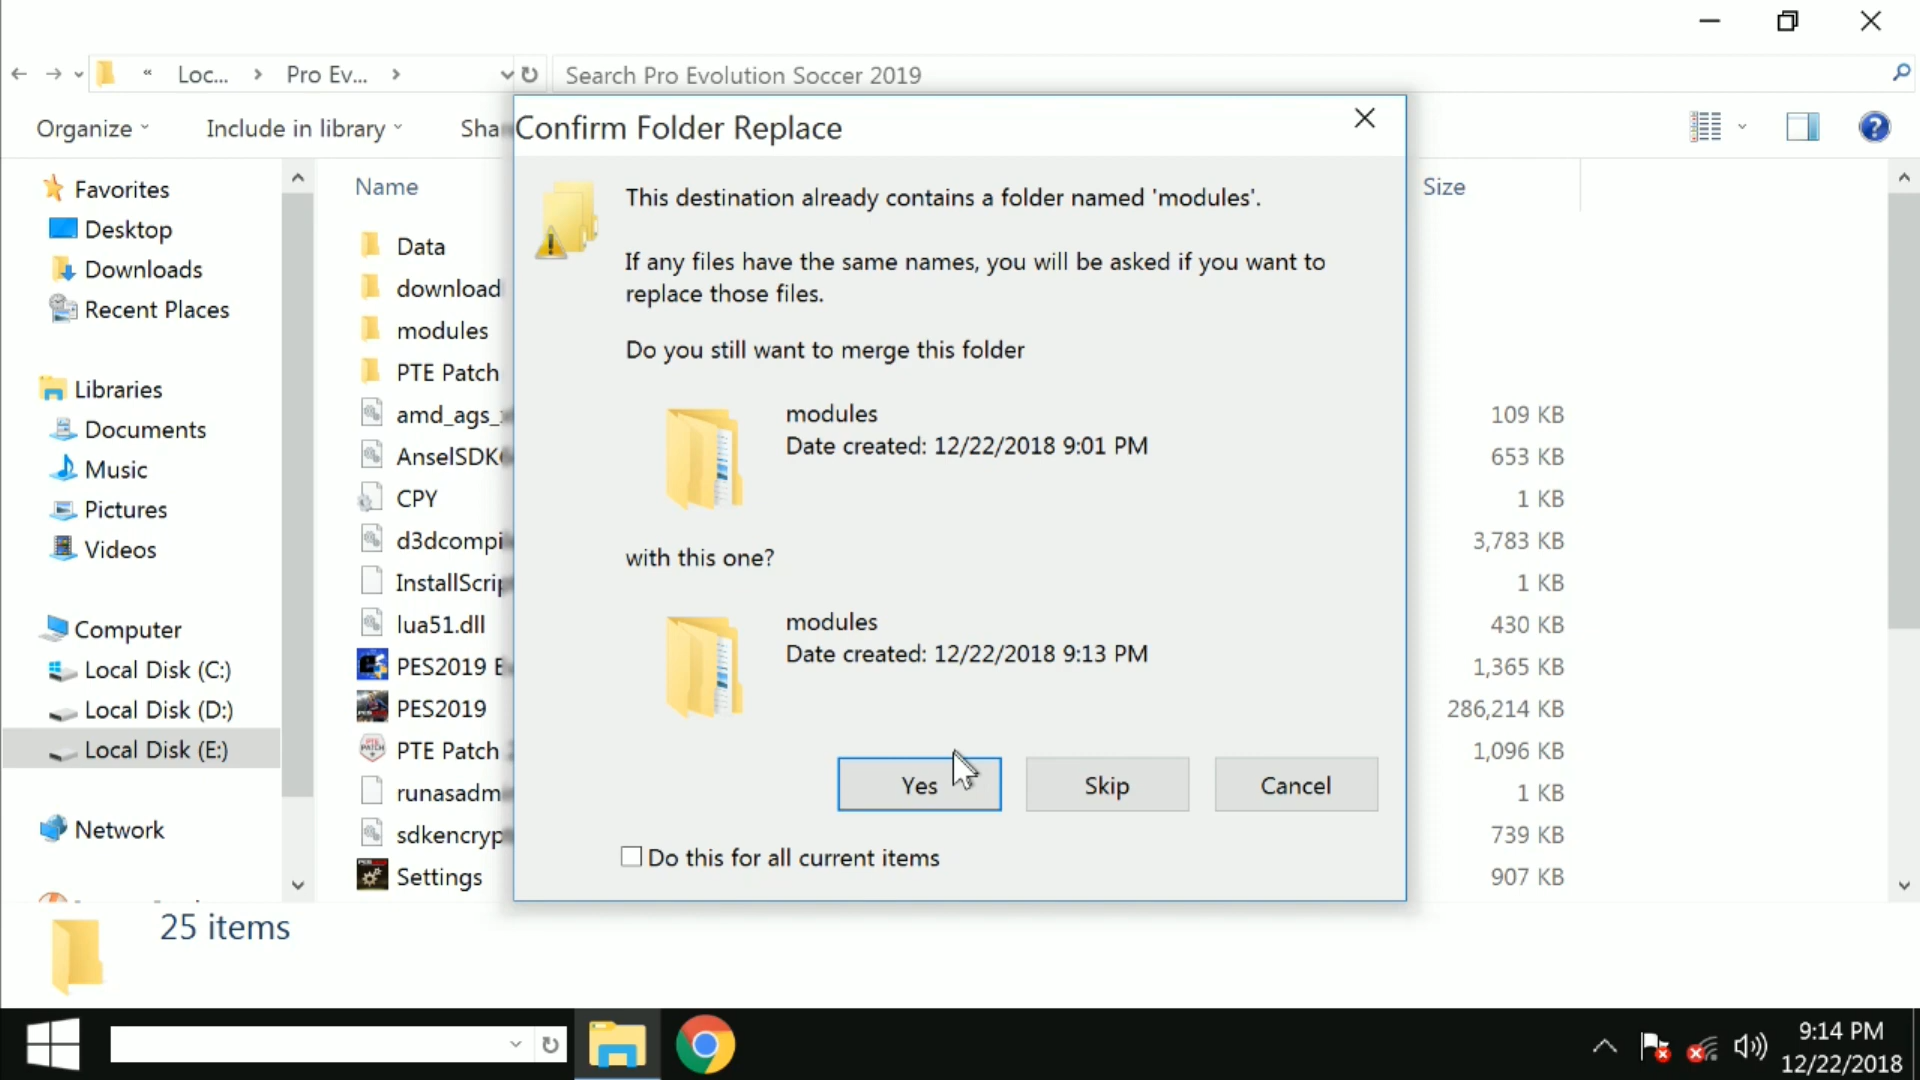 « Loc... > Pro Ev... >
Search Pro Evolution Soccer 2019
Organize
Include in library
Confirm Folder Replace
This destination already contains a folder named 'modules'.
If any files have the same names, you will be asked if you want to
replace those files.
Do you still want to merge this folder
modules
Date created: 12/22/2018 9:01 PM
with this one?
modules
Date created: 12/22/2018 9:13 PM
Yes
Skip
Cancel
Do this for all current items
Favorites
Desktop
Downloads
Recent Places
Libraries
Documents
Music
Pictures
Videos
Computer
Local Disk (C:)
Local Disk (D:)
Local Disk (E:)
Network
Name
Size
Data
download
modules
PTE Patch
amd_ags_
109 KB
AnselSDK
653 KB
CPY
1 KB
d3dcompi
3,783 KB
InstallScrip
1 KB
lua51.dll
430 KB
PES2019
1,365 KB
PES2019
286,214 KB
PTE Patch
1,096 KB
runasadm
1 KB
sdkencryp
739 KB
Settings
907 KB
25 items
9:14 PM
12/22/2018